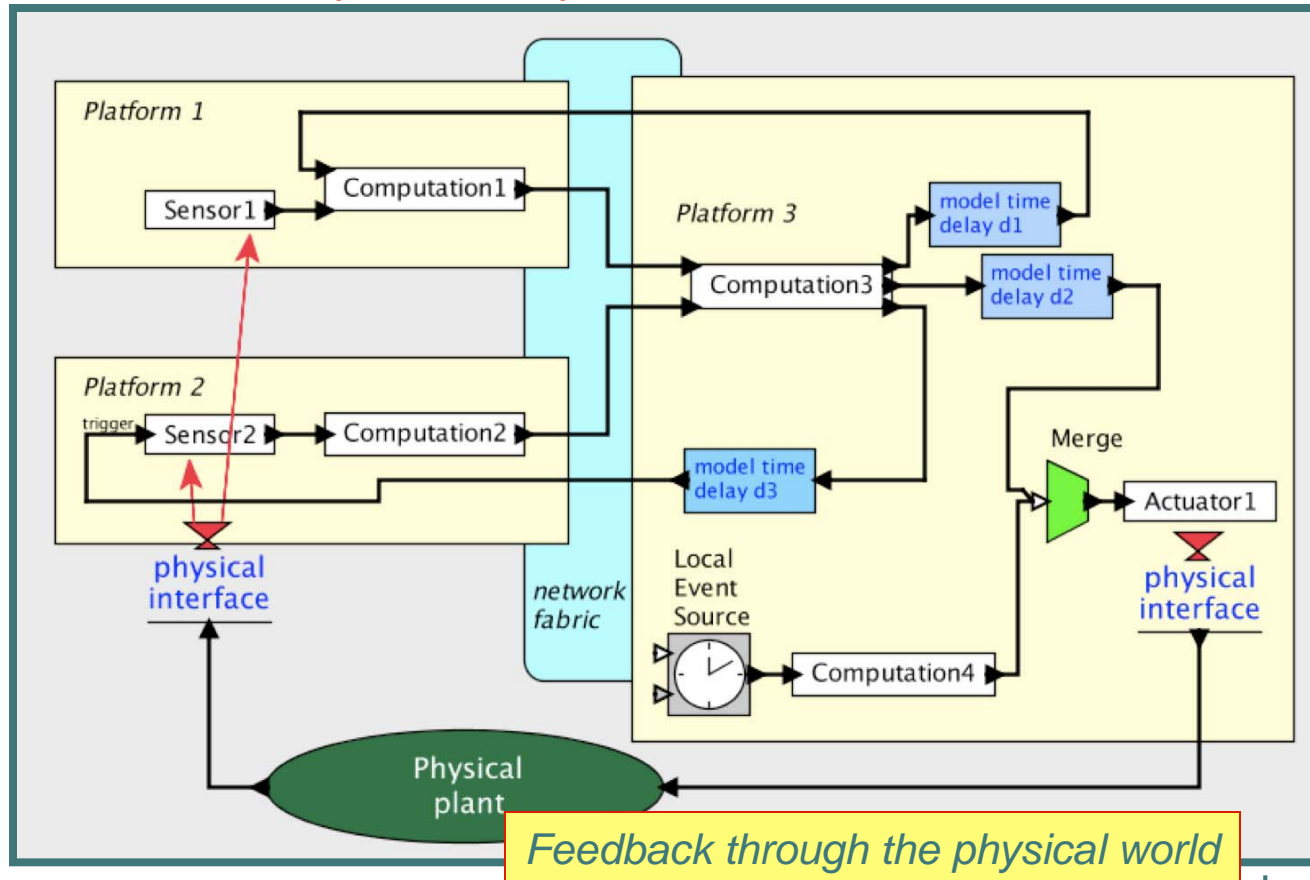 Platform 1
Computation1
Sensor1
Platform 3
model time
delay d1
Computation3
model time
delay d2
Platform 2
trigger
Sensor2
Computation2
model time
delay d3
Merge
Actuator1
physical
interface
network
fabric
Local
Event
Source
physical
interface
Computation4
Physical
plant
Feedback through the physical world